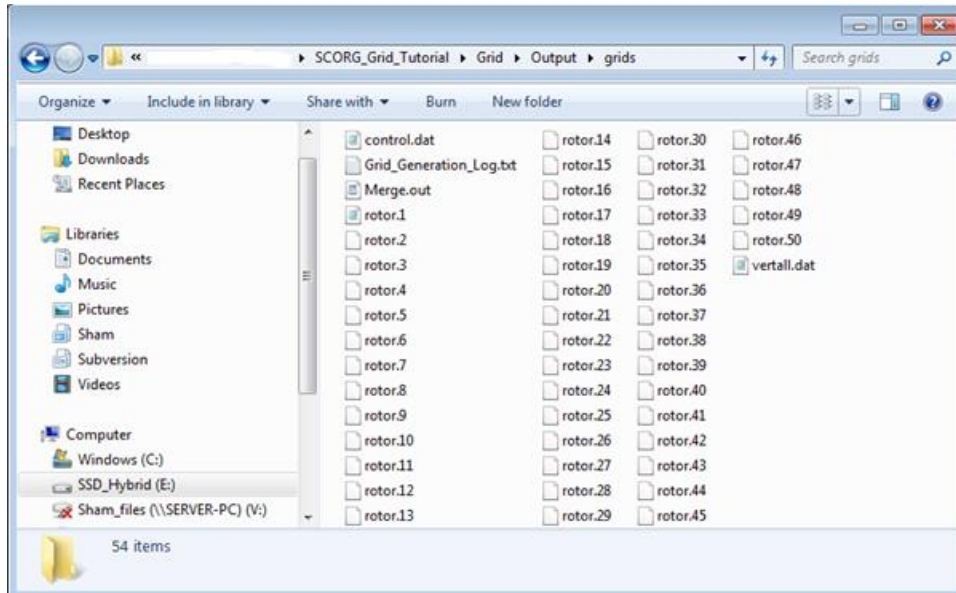 « SCORG_Grid_Tutorial Grid Output grids Search grids
Organize Include in library Share with Burn New folder
Desktop
Downloads
Recent Places
Libraries
Documents
Music
Pictures
Sham
Subversion
Videos
Computer
Windows (C:)
SSD_Hybrid (E:)
Sham_files (\\SERVER-PC) (V:)
control.dat
Grid_Generation_Log.txt
Merge.out
rotor.1
rotor.2
rotor.3
rotor.4
rotor.5
rotor.6
rotor.7
rotor.8
rotor.9
rotor.10
rotor.11
rotor.12
rotor.13
rotor.14
rotor.15
rotor.16
rotor.17
rotor.18
rotor.19
rotor.20
rotor.21
rotor.22
rotor.23
rotor.24
rotor.25
rotor.26
rotor.27
rotor.28
rotor.29
rotor.30
rotor.31
rotor.32
rotor.33
rotor.34
rotor.35
rotor.36
rotor.37
rotor.38
rotor.39
rotor.40
rotor.41
rotor.42
rotor.43
rotor.44
rotor.45
rotor.46
rotor.47
rotor.48
rotor.49
rotor.50
vertall.dat
54 items